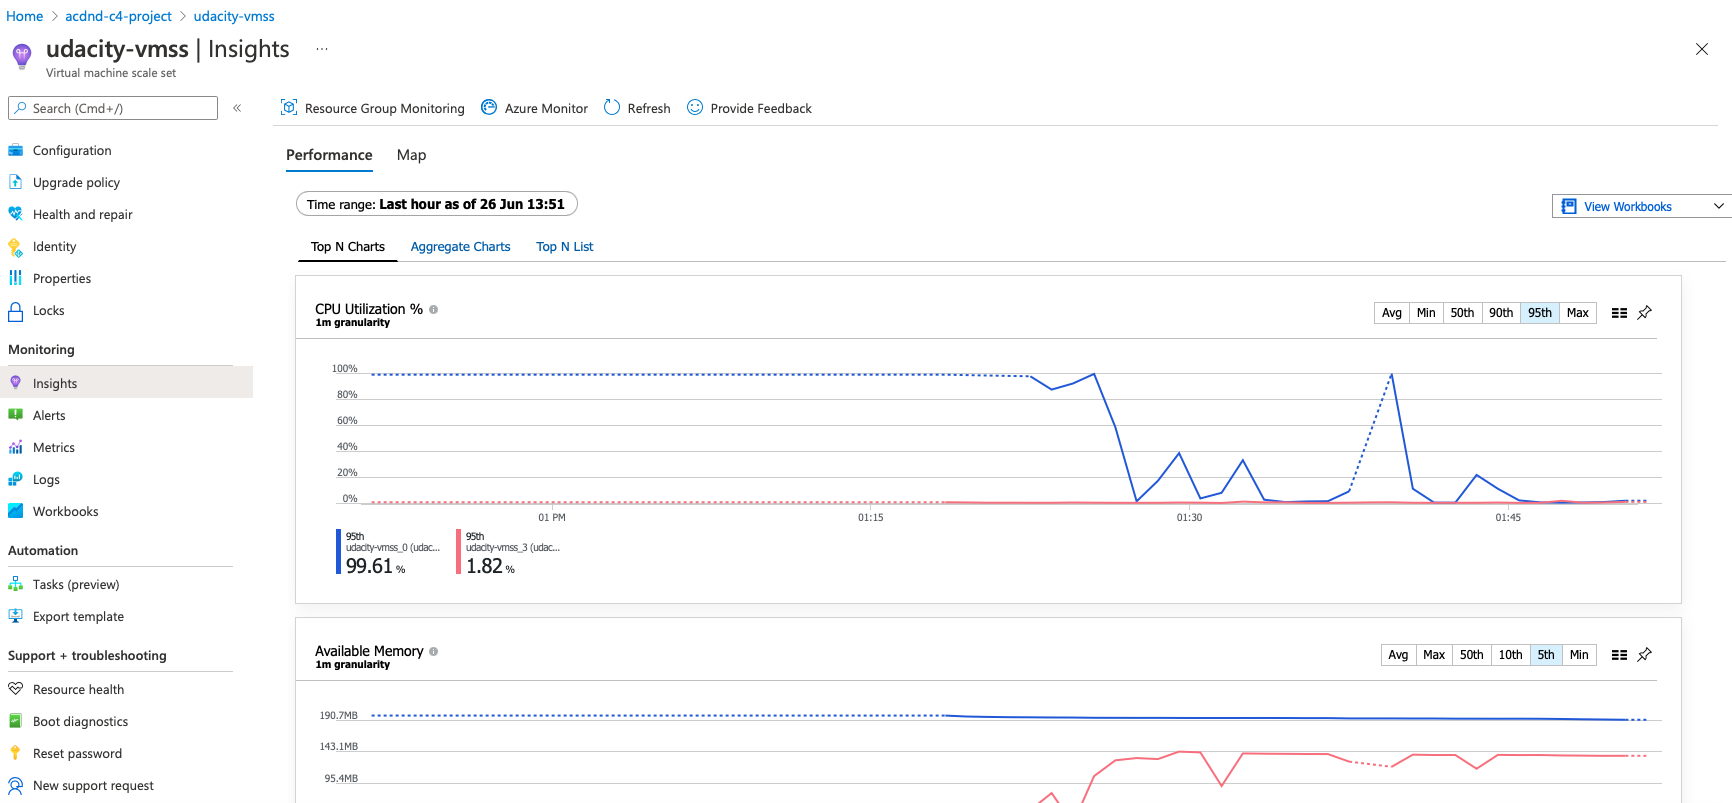 Home > acdnd-c4-project > udacity-vmss
udacity-vmss | Insights ...
Virtual machine scale set
Search (Cmd+/)
«
Configuration
Upgrade policy
Health and repair
Identity
Properties
Locks
Monitoring
Insights
Alerts
Metrics
Logs
Workbooks
Automation
Tasks (preview)
Export template
Support + troubleshooting
Resource health
Boot diagnostics
Reset password
New support request
Resource Group Monitoring Azure Monitor Refresh Provide Feedback
Performance Map
Time range: Last hour as of 26 Jun 13:51
View Workbooks
Top N Charts Aggregate Charts Top N List
CPU Utilization %
1m granularity
Avg Min 50th 90th 95th Max
100%
80%
60%
40%
20%
0%
01 PM 01:15 01:30 01:45
95th
udacity-vmss_0 (udac...
99.61 %
95th
udacity-vmss_3 (udac...
1.82 %
Available Memory
1m granularity
Avg Max 50th 10th 5th Min
190.7MB
143.1MB
95.4MB